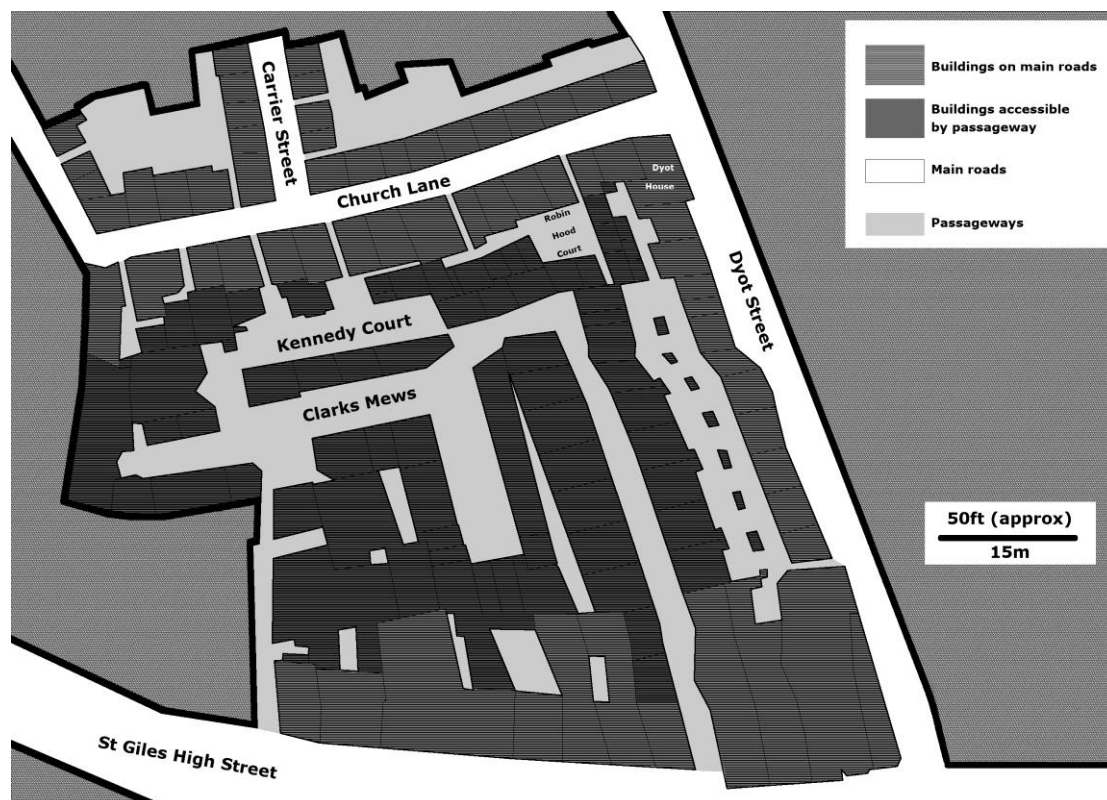 Carrier Street
Church Lane
Dyot
House
Robin
Hood
Court
Dyot Street
Kennedy Court
Clarks Mews
St Giles High Street
Buildings on main roads
Buildings accessible
by passageway
Main roads
Passageways
50ft (approx)
15m